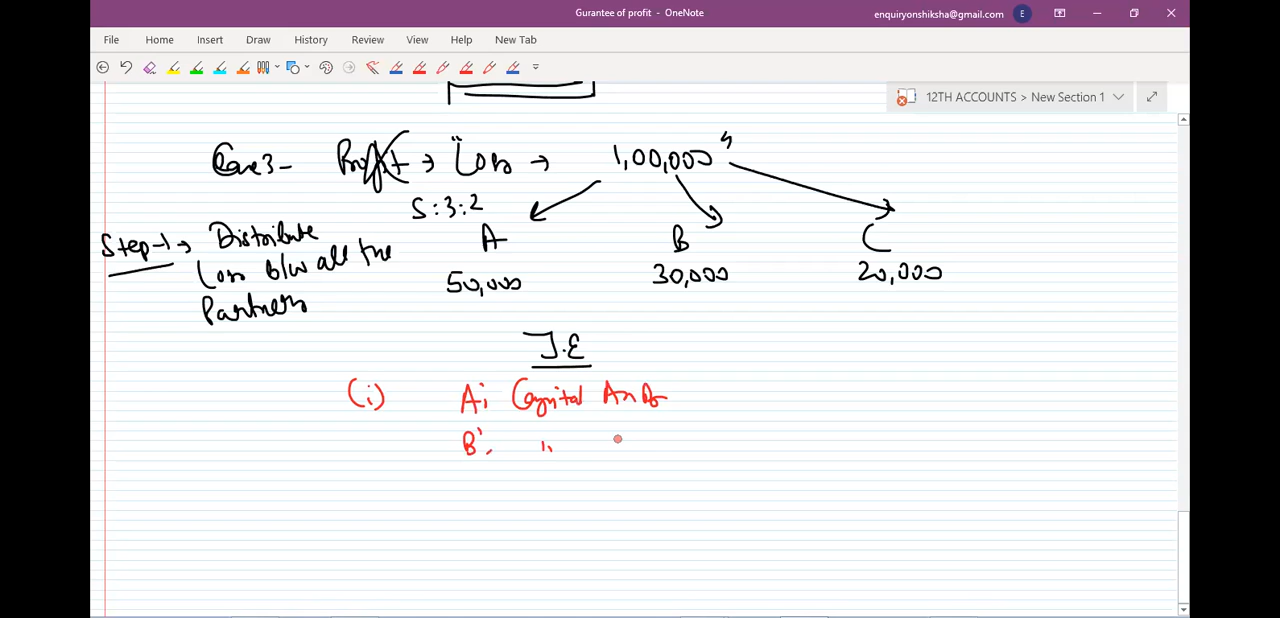 Gurantee of profit - OneNote
enquiryonshiksha@gmail.com E
File Home Insert Draw History Review View Help New Tab
12TH ACCOUNTS > New Section 1
Case 3- Profit → "Loss → 1,00,000
5:3:2
Step-1 → Distribute Loss b/w all the Partners
A B C
50,000 30,000 20,000
J.E
(i) A's Capital A/c Dr
B's "